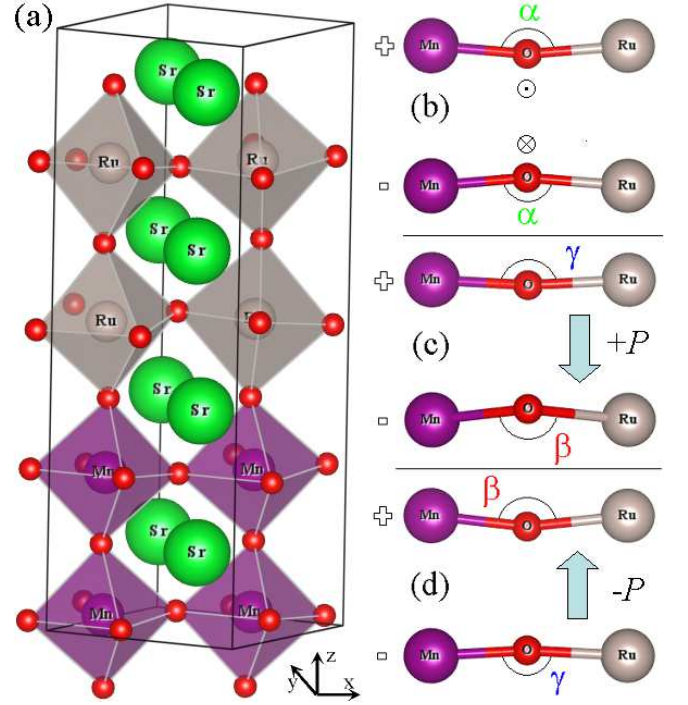 (a)
Sr
Sr
Ru
Ru
Sr
Sr
Ru
Sr
Sr
Mn
Mn
Sr
Sr
Mn
Mn
z
y
x
α
+ Mn O Ru
(b)
- Mn O Ru
α
γ
+ Mn O Ru
+P
(c)
- Mn O Ru
β
β
+ Mn O Ru
-P
(d)
- Mn O Ru
γ